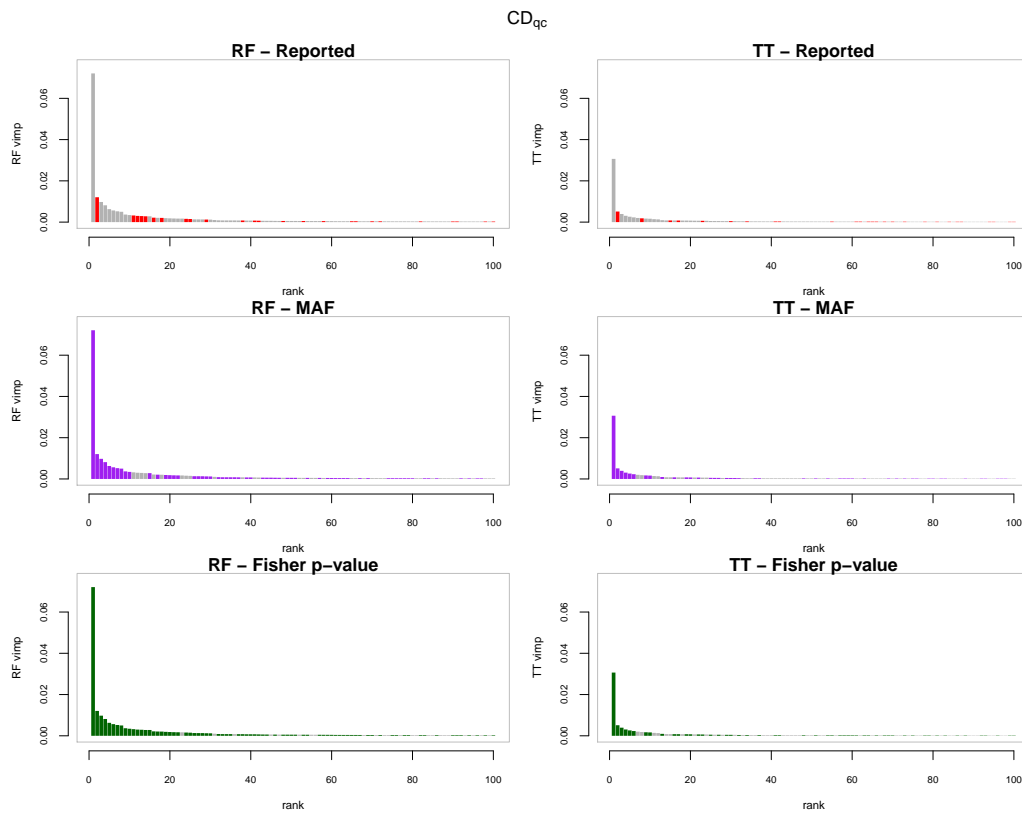 CDqc
RF − Reported
RF vimp
0.00 0.02 0.04 0.06
0 20 40 60 80 100
rank
TT − Reported
TT vimp
0.00 0.02 0.04 0.06
0 20 40 60 80 100
rank
RF − MAF
RF vimp
0.00 0.02 0.04 0.06
0 20 40 60 80 100
rank
TT − MAF
TT vimp
0.00 0.02 0.04 0.06
0 20 40 60 80 100
rank
RF − Fisher p−value
RF vimp
0.00 0.02 0.04 0.06
0 20 40 60 80 100
rank
TT − Fisher p−value
TT vimp
0.00 0.02 0.04 0.06
0 20 40 60 80 100
rank